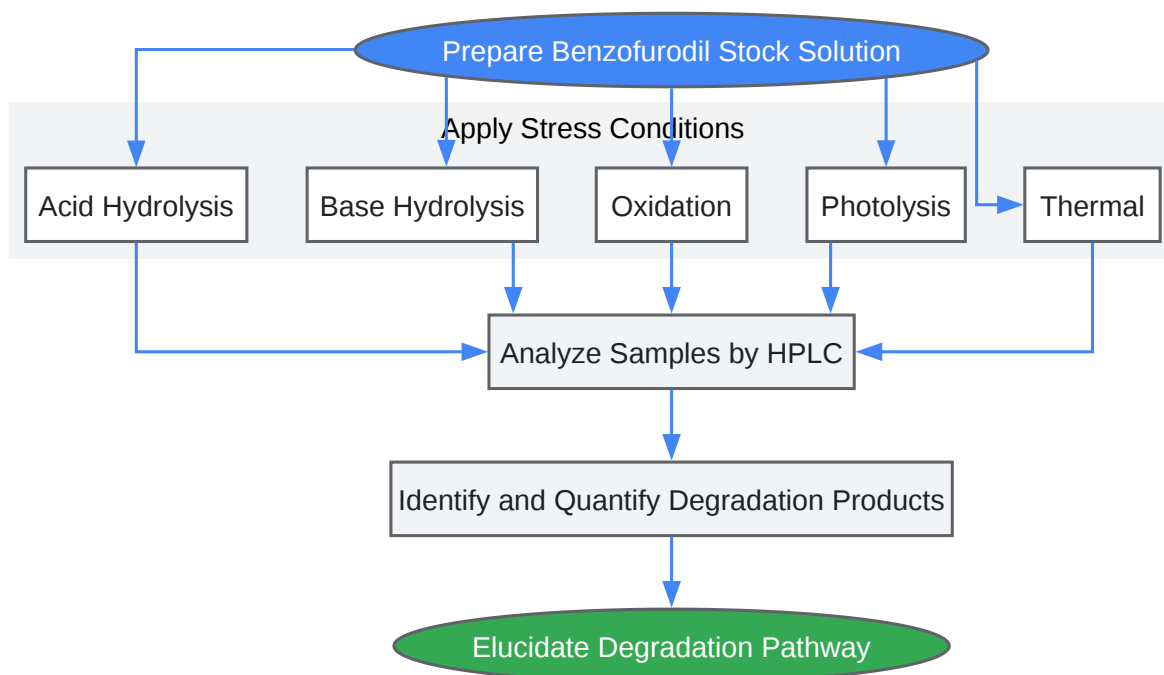 Prepare Benzofurodil Stock Solution
Apply Stress Conditions
Acid Hydrolysis
Base Hydrolysis
Oxidation
Photolysis
Thermal
Analyze Samples by HPLC
Identify and Quantify Degradation Products
Elucidate Degradation Pathway